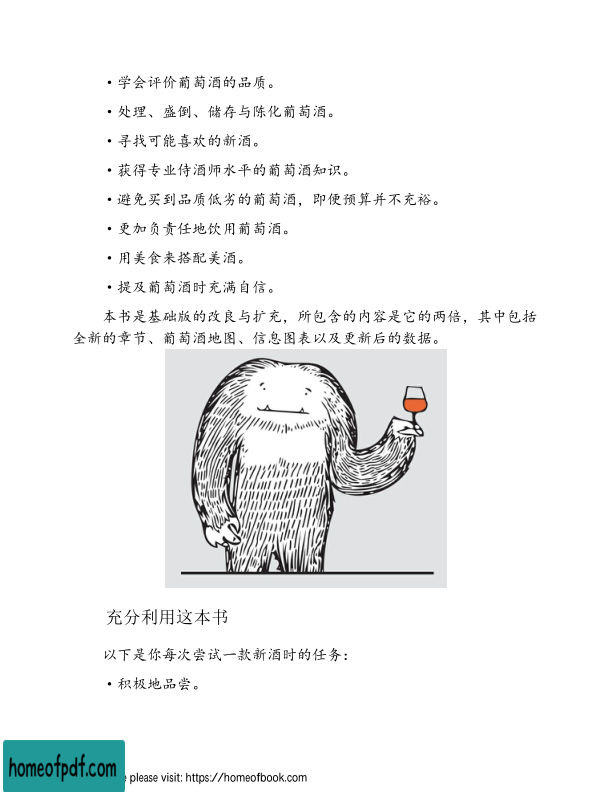 ·学会评价葡萄酒的品质。
·处理、盛倒、储存与陈化葡萄酒。
·寻找可能喜欢的新酒。
·获得专业侍酒师水平的葡萄酒知识。
·避免买到品质低劣的葡萄酒，即便预算并不充裕。
·更加负责任地饮用葡萄酒。
·用美食来搭配美酒。
·提及葡萄酒时充满自信。
本书是基础版的改良与扩充，所包含的内容是它的两倍，其中包括
全新的章节、葡萄酒地图、信息图表以及更新后的数据。
充分利用这本书
以下是你每次尝试一款新酒时的任务：
·积极地品尝。
homeofpdf.com
e please visit: https://homeofbook.com